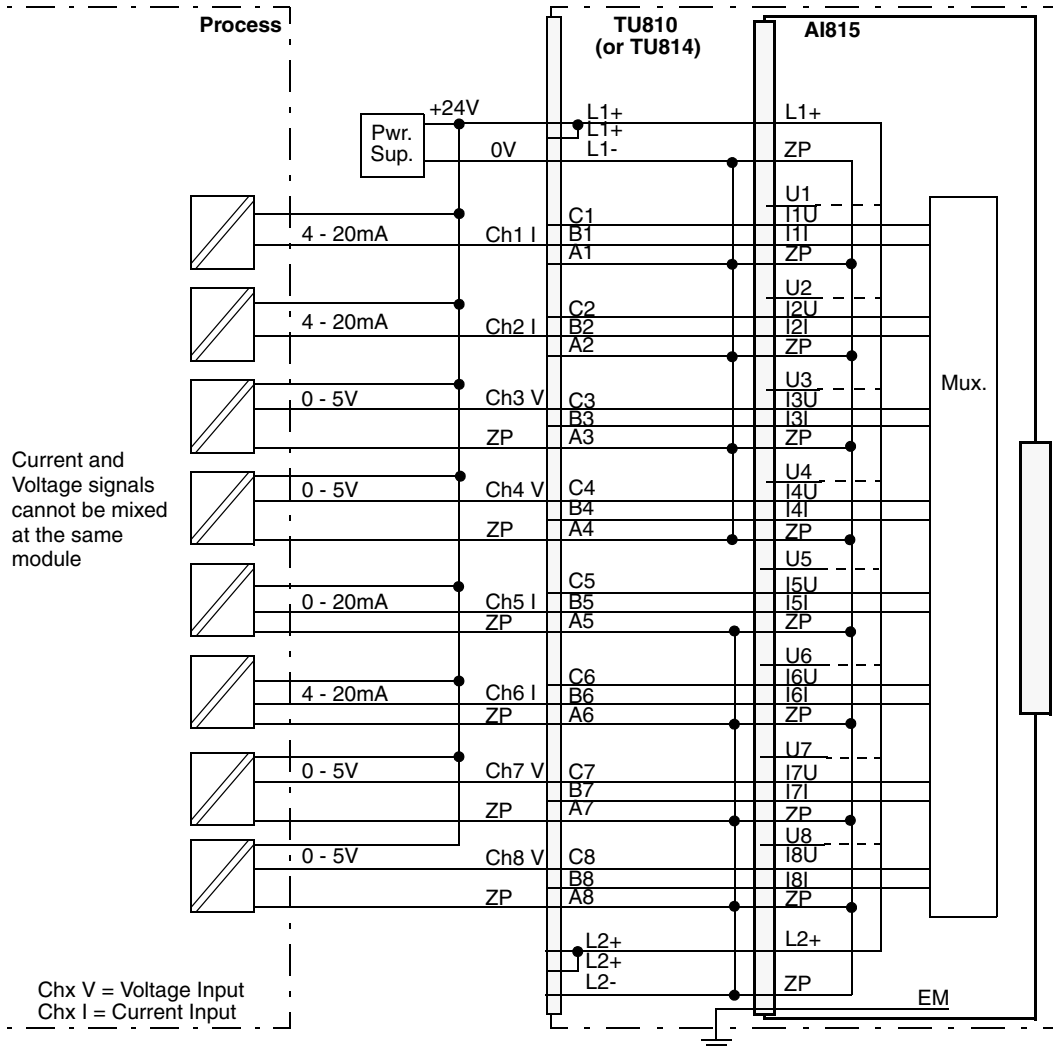 Process
TU810
(or TU814)
AI815
+24V
Pwr.
Sup.
0V
L1+
L1+
L1-
L1+
ZP
U1
4 - 20mA
Ch1 I
C1
B1
A1
I1U
I1I
ZP
U2
4 - 20mA
Ch2 I
C2
B2
A2
I2U
I2I
ZP
U3
0 - 5V
Ch3 V
ZP
C3
B3
A3
I3U
I3I
ZP
Mux.
Current and
Voltage signals
cannot be mixed
at the same
module
U4
0 - 5V
Ch4 V
ZP
C4
B4
A4
I4U
I4I
ZP
U5
0 - 20mA
Ch5 I
ZP
C5
B5
A5
I5U
I5I
ZP
U6
4 - 20mA
Ch6 I
ZP
C6
B6
A6
I6U
I6I
ZP
U7
0 - 5V
Ch7 V
ZP
C7
B7
A7
I7U
I7I
ZP
U8
0 - 5V
Ch8 V
ZP
C8
B8
A8
I8U
I8I
ZP
L2+
L2+
L2-
L2+
ZP
EM
Chx V = Voltage Input
Chx I = Current Input